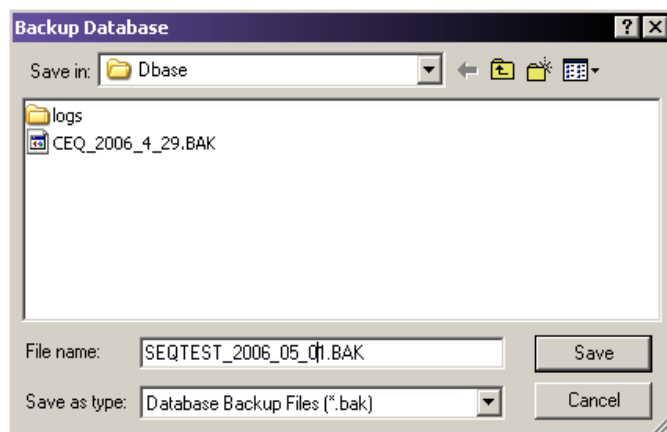 Backup Database
Save in: Dbase
logs
CEQ_2006_4_29.BAK
File name: SEQTEST_2006_05_01.BAK Save
Save as type: Database Backup Files (*.bak) Cancel